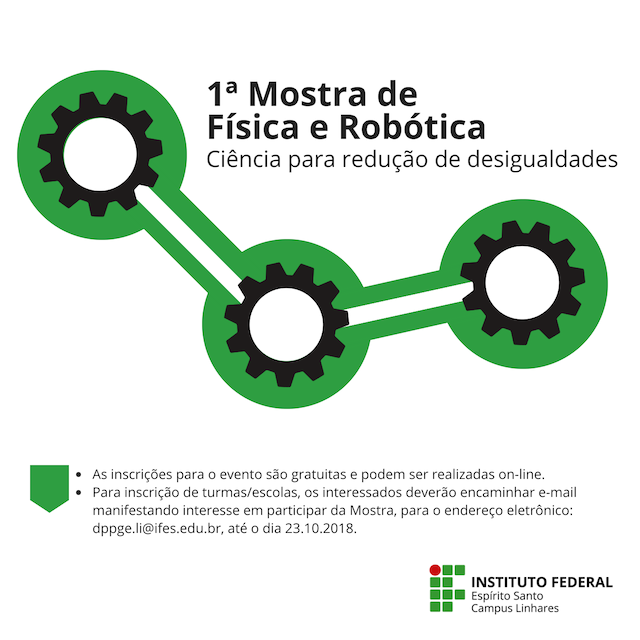 1ª Mostra de
Física e Robótica
Ciência para redução de desigualdades
• As inscrições para o evento são gratuitas e podem ser realizadas on-line.
• Para inscrição de turmas/escolas, os interessados deverão encaminhar e-mail
manifestando interesse em participar da Mostra, para o endereço eletrônico:
dppge.li@ifes.edu.br, até o dia 23.10.2018.
INSTITUTO FEDERAL
Espírito Santo
Campus Linhares